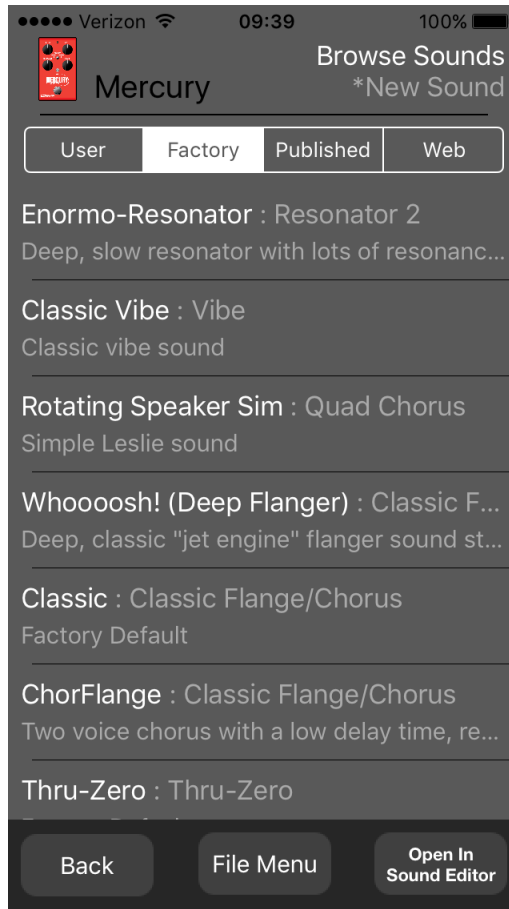 Verizon 09:39 100%
Browse Sounds
Mercury *New Sound
User Factory Published Web
Enormo-Resonator : Resonator 2
Deep, slow resonator with lots of resonanc...
Classic Vibe : Vibe
Classic vibe sound
Rotating Speaker Sim : Quad Chorus
Simple Leslie sound
Whoooosh! (Deep Flanger) : Classic F...
Deep, classic "jet engine" flanger sound st...
Classic : Classic Flange/Chorus
Factory Default
ChorFlange : Classic Flange/Chorus
Two voice chorus with a low delay time, re...
Thru-Zero : Thru-Zero
Back File Menu Open In
Sound Editor